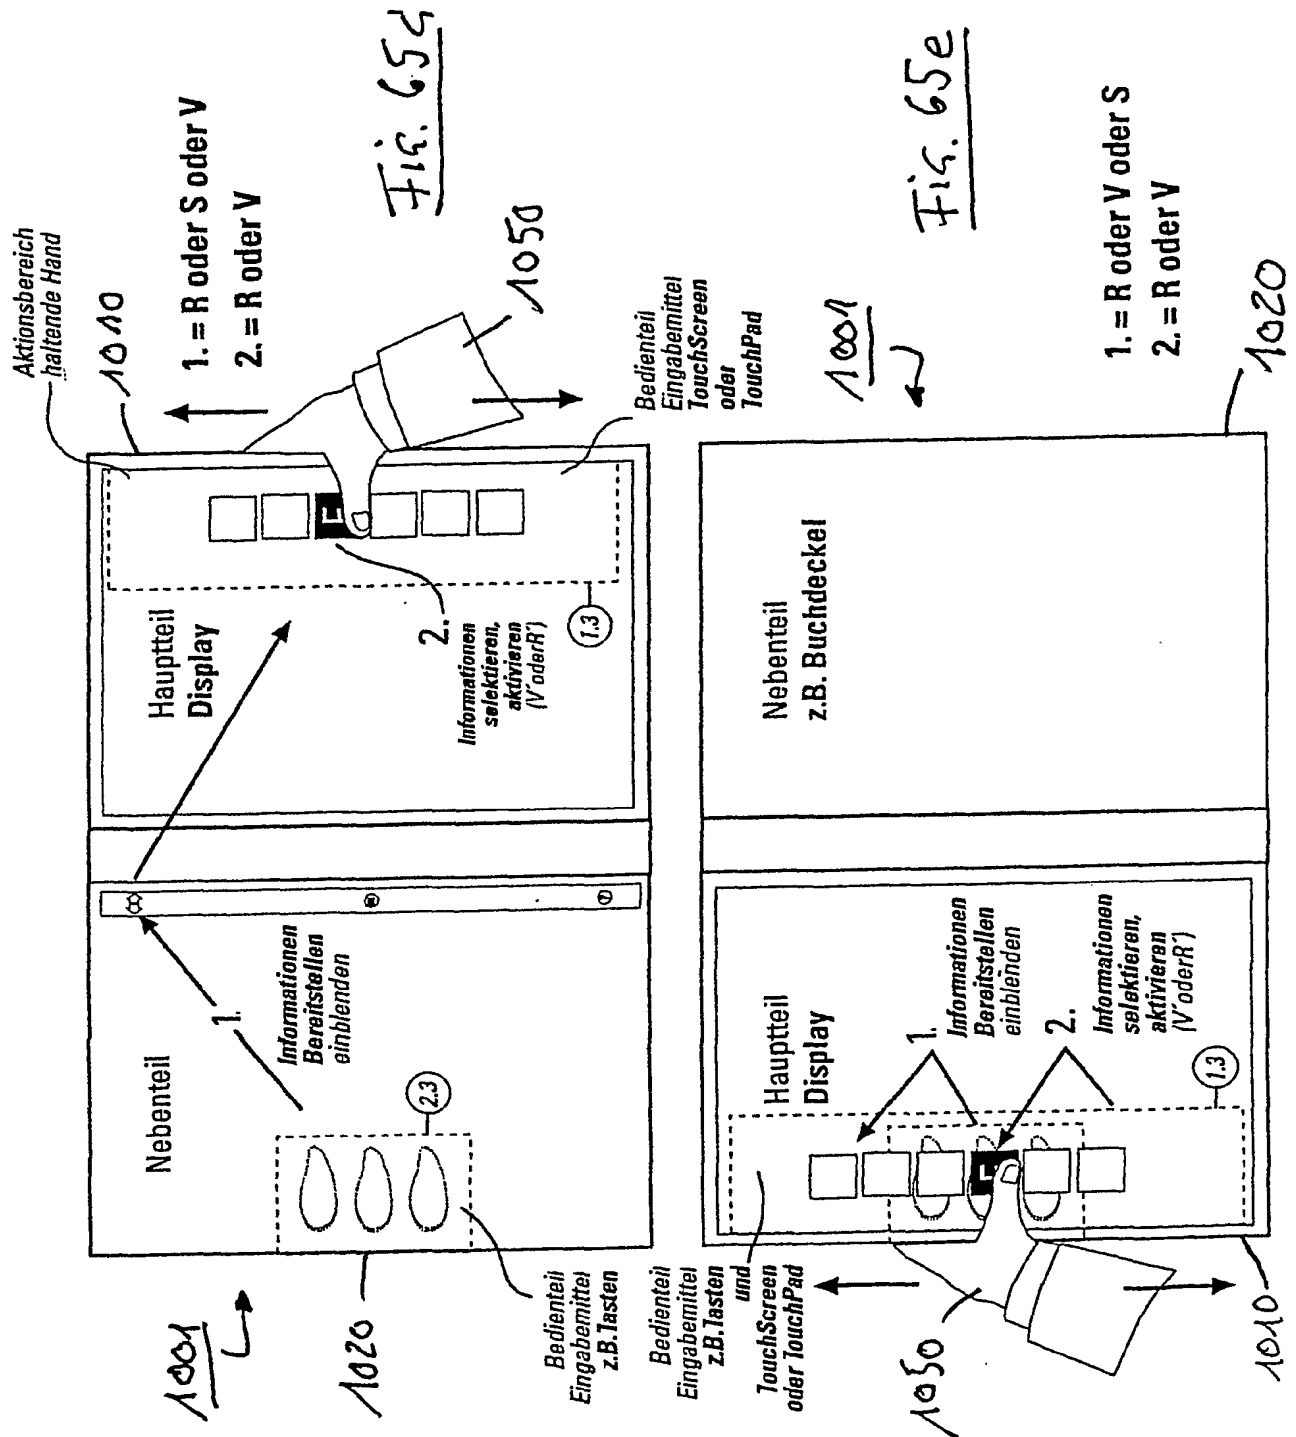 1001
1020
Nebenteil
1.
Informationen
Bereitstellen
einblenden
2.3
Bedienteil
Eingabemittel
z.B. Tasten
Hauptteil
Display
2.
Informationen
selektieren,
aktivieren
(V'oderR')
1.3
Aktionsbereich
haltende Hand
1010
1. = R oder S oder V
2. = R oder V
Fig. 65d
1050
Bedienteil
Eingabemittel
TouchScreen
oder
TouchPad
Bedienteil
Eingabemittel
z.B. Tasten
und
TouchScreen
oder TouchPad
1050
1010
Hauptteil
Display
1.
Informationen
Bereitstellen
einblenden
2.
Informationen
selektieren,
aktivieren
(V'oderR')
1.3
Nebenteil
z.B. Buchdeckel
1001
Fig. 65e
1. = R oder V oder S
2. = R oder V
1020